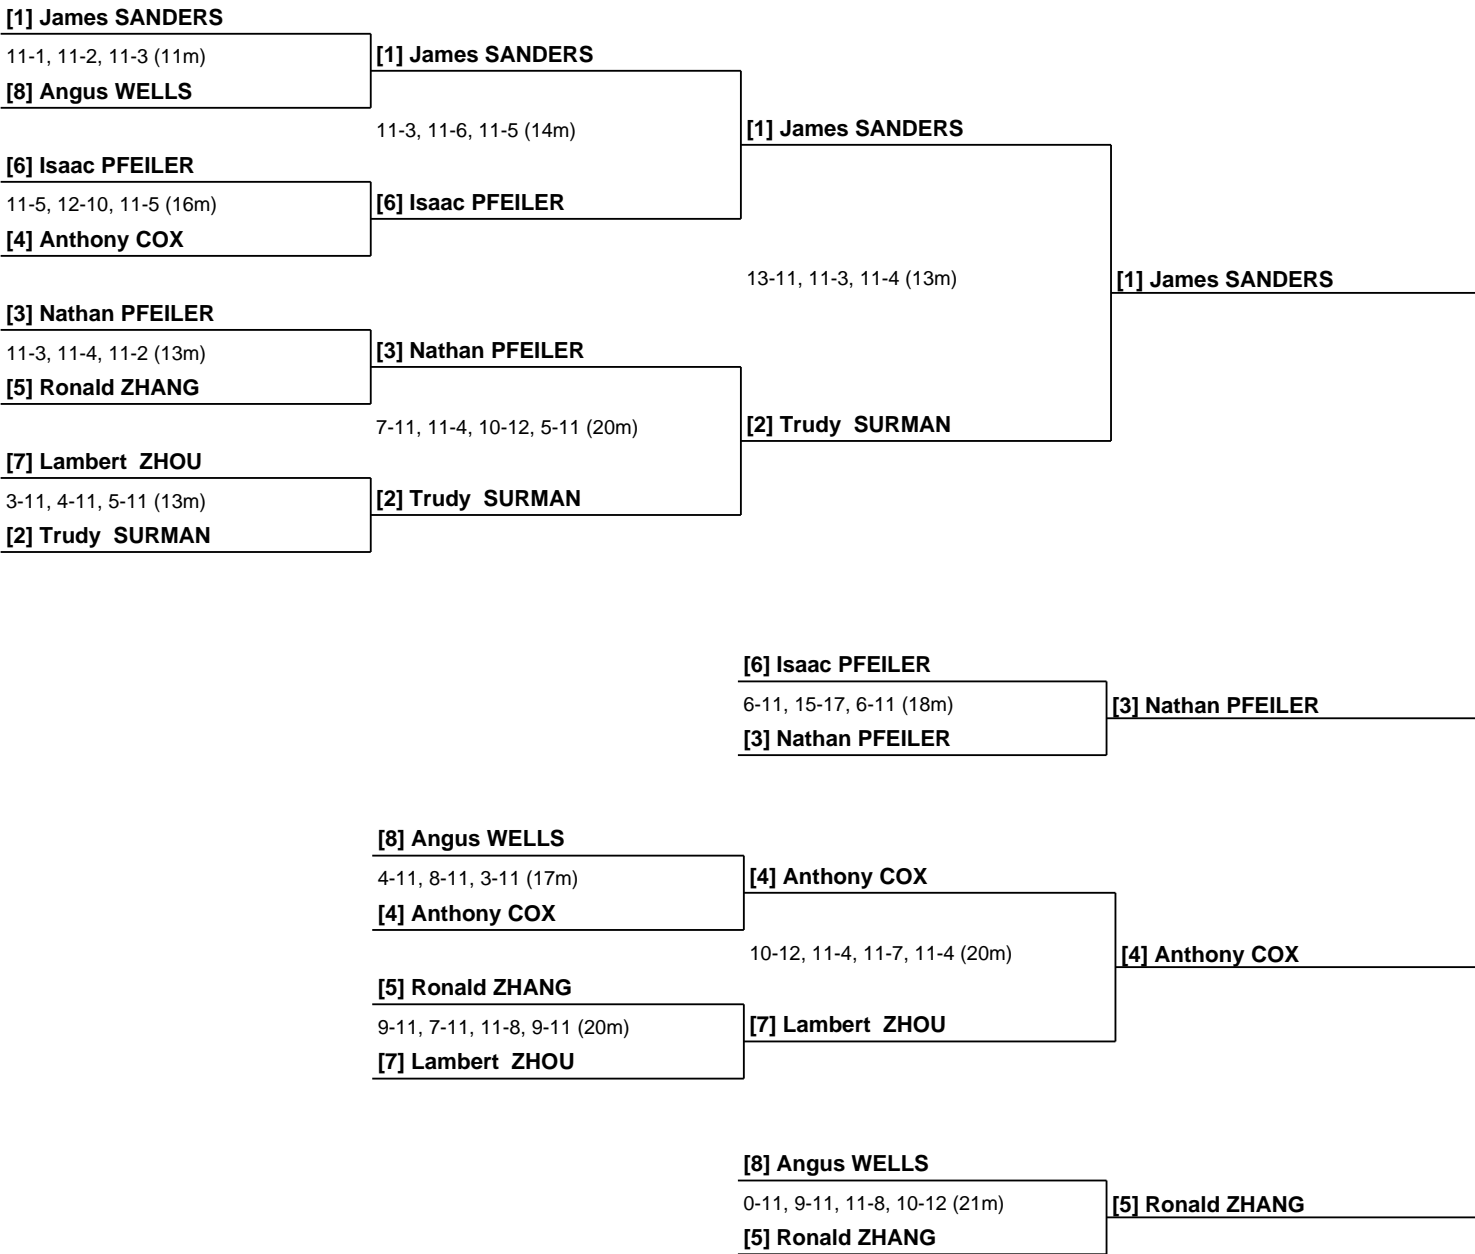 [1] James SANDERS
11-1, 11-2, 11-3 (11m)
[8] Angus WELLS
[1] James SANDERS
11-3, 11-6, 11-5 (14m)
[6] Isaac PFEILER
11-5, 12-10, 11-5 (16m)
[4] Anthony COX
[6] Isaac PFEILER
[1] James SANDERS
13-11, 11-3, 11-4 (13m)
[1] James SANDERS
[3] Nathan PFEILER
11-3, 11-4, 11-2 (13m)
[5] Ronald ZHANG
[3] Nathan PFEILER
7-11, 11-4, 10-12, 5-11 (20m)
[2] Trudy  SURMAN
[7] Lambert  ZHOU
3-11, 4-11, 5-11 (13m)
[2] Trudy  SURMAN
[2] Trudy  SURMAN
[6] Isaac PFEILER
6-11, 15-17, 6-11 (18m)
[3] Nathan PFEILER
[3] Nathan PFEILER
[8] Angus WELLS
4-11, 8-11, 3-11 (17m)
[4] Anthony COX
[4] Anthony COX
10-12, 11-4, 11-7, 11-4 (20m)
[4] Anthony COX
[5] Ronald ZHANG
9-11, 7-11, 11-8, 9-11 (20m)
[7] Lambert  ZHOU
[7] Lambert  ZHOU
[8] Angus WELLS
0-11, 9-11, 11-8, 10-12 (21m)
[5] Ronald ZHANG
[5] Ronald ZHANG